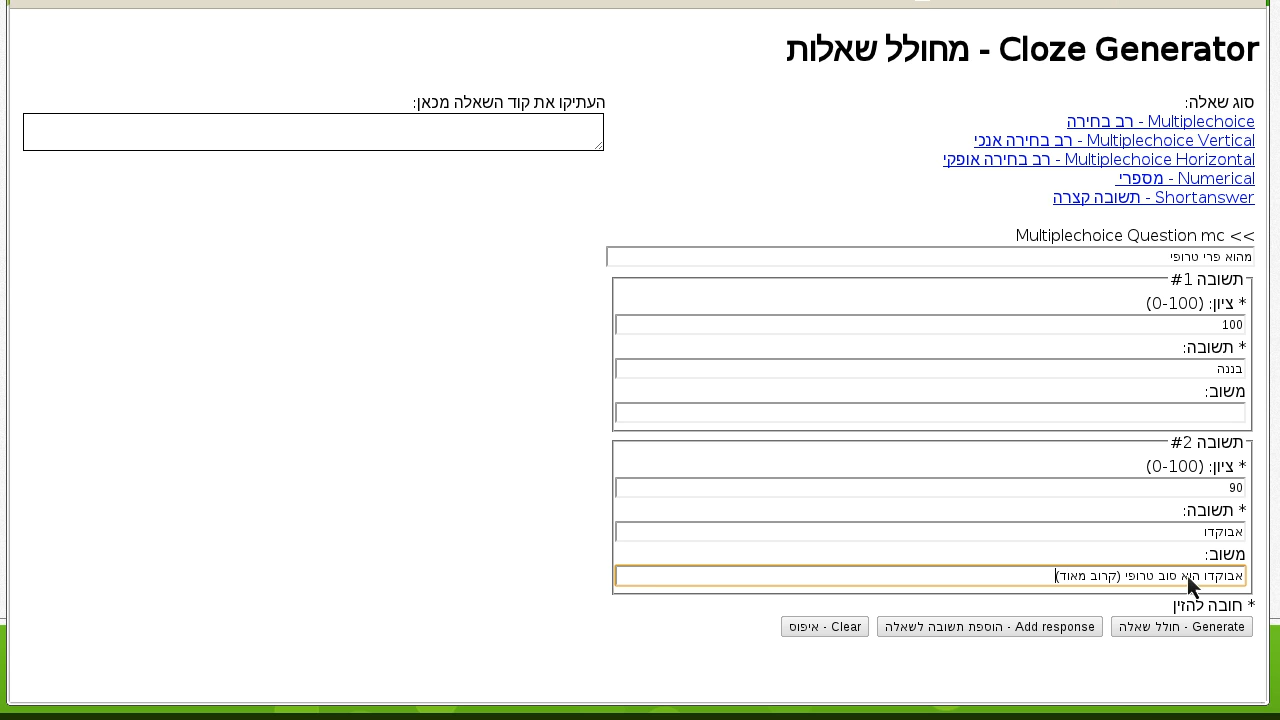 Cloze Generator - מחולל שאלות
סוג שאלה:
Multiplechoice - רב בחירה
Multiplechoice Vertical - רב בחירה אנכי
Multiplechoice Horizontal - רב בחירה אופקי
Numerical - מספרי
Shortanswer - תשובה קצרה
העתיקו את קוד השאלה מכאן:
>> Multiplechoice Question mc
מהוא פרי טרופי
תשובה 1#
* ציון: (0-100)
100
* תשובה:
בננה
משוב:
תשובה 2#
* ציון: (0-100)
90
* תשובה:
אבוקדו
משוב:
אבוקדו היא סוב טרופי (קרוב מאוד)
* חובה להזין
Generate - חולל שאלה
Add response - הוספת תשובה לשאלה
Clear - איפוס